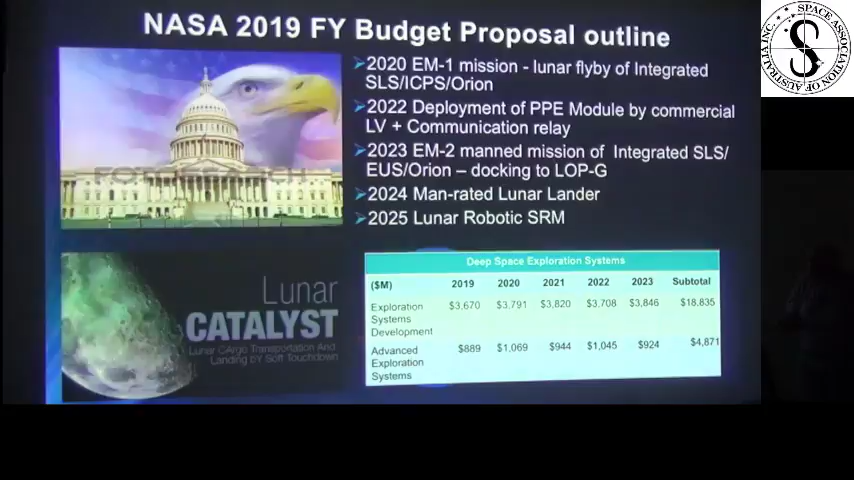 NASA 2019 FY Budget Proposal outline
➢2020 EM-1 mission - lunar flyby of Integrated
SLS/ICPS/Orion
➢2022 Deployment of PPE Module by commercial
LV + Communication relay
➢2023 EM-2 manned mission of Integrated SLS/
EUS/Orion – docking to LOP-G
➢2024 Man-rated Lunar Lander
➢2025 Lunar Robotic SRM
Lunar
CATALYST
Lunar CArgo Transportation And
Landing bY Soft Touchdown
Deep Space Exploration Systems
($M) 2019 2020 2021 2022 2023 Subtotal
Exploration $3,670 $3,791 $3,820 $3,708 $3,846 $18.835
Systems
Development
Advanced $889 $1,069 $944 $1,045 $924 $4,871
Exploration
Systems
SPACE ASSOCIATION
OF AUSTRALIA INC.
S